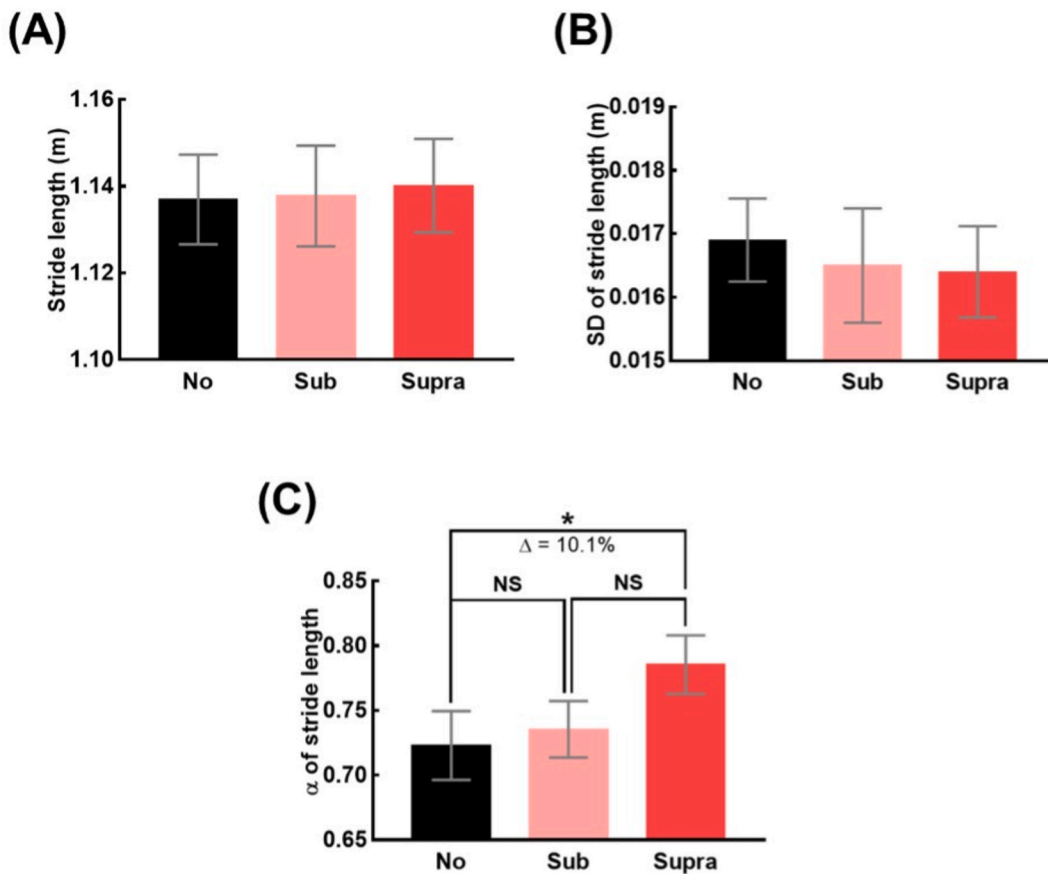 (A)
Stride length (m)
1.16
1.14
1.12
1.10
No Sub Supra
(B)
SD of stride length (m)
0.019
0.018
0.017
0.016
0.015
No Sub Supra
(C)
*
Δ = 10.1%
NS NS
α of stride length
0.85
0.80
0.75
0.70
0.65
No Sub Supra